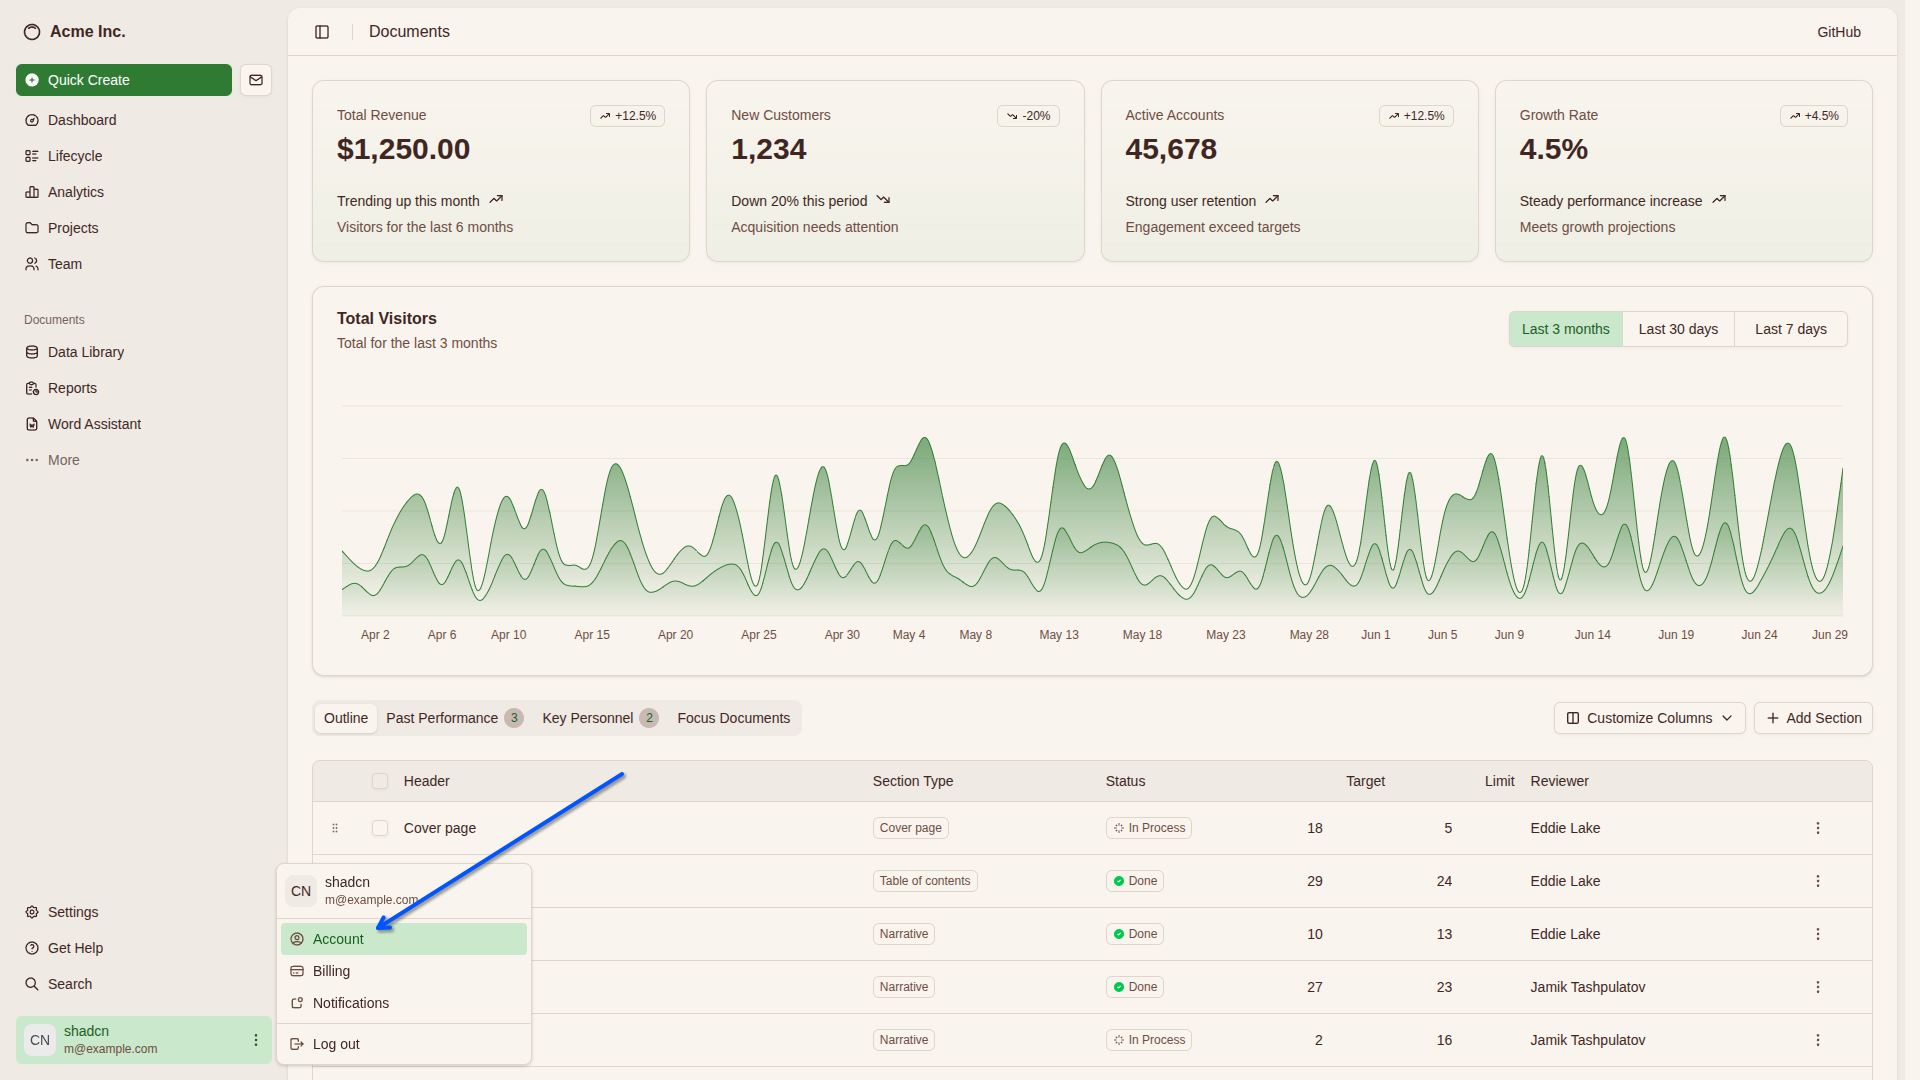 Acme Inc.
Quick Create
Dashboard
Lifecycle
Analytics
Projects
Team
Documents
Data Library
Reports
Word Assistant
More
Settings
Get Help
Search
CN
shadcn
m@example.com
Documents
GitHub
Total Revenue
+12.5%
$1,250.00
Trending up this month
Visitors for the last 6 months
New Customers
-20%
1,234
Down 20% this period
Acquisition needs attention
Active Accounts
+12.5%
45,678
Strong user retention
Engagement exceed targets
Growth Rate
+4.5%
4.5%
Steady performance increase
Meets growth projections
Total Visitors
Total for the last 3 months
Last 3 months
Last 30 days
Last 7 days
Apr 2 Apr 6 Apr 10 Apr 15 Apr 20 Apr 25 Apr 30 May 4 May 8 May 13 May 18 May 23 May 28 Jun 1 Jun 5 Jun 9 Jun 14 Jun 19 Jun 24 Jun 29
Outline Past Performance 3 Key Personnel 2 Focus Documents
Customize Columns
Add Section
Header Section Type Status Target Limit Reviewer
Cover page Cover page In Process 18 5 Eddie Lake
Table of contents Done 29 24 Eddie Lake
Narrative Done 10 13 Eddie Lake
Narrative Done 27 23 Jamik Tashpulatov
Narrative In Process 2 16 Jamik Tashpulatov
CN
shadcn
m@example.com
Account
Billing
Notifications
Log out